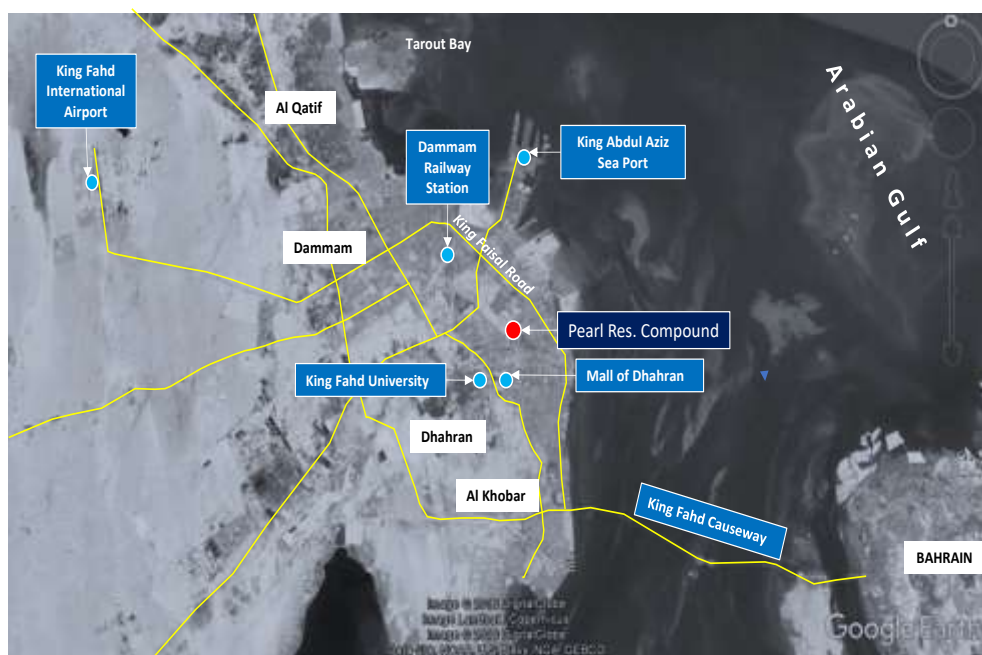 Tarout Bay
King Fahd
International
Airport
Al Qatif
Arabian Gulf
Dammam
Railway
Station
King Abdul Aziz
Sea Port
King Faisal Road
Dammam
Pearl Res. Compound
King Fahd University
Mall of Dhahran
Dhahran
Al Khobar
King Fahd Causeway
BAHRAIN
Google Earth